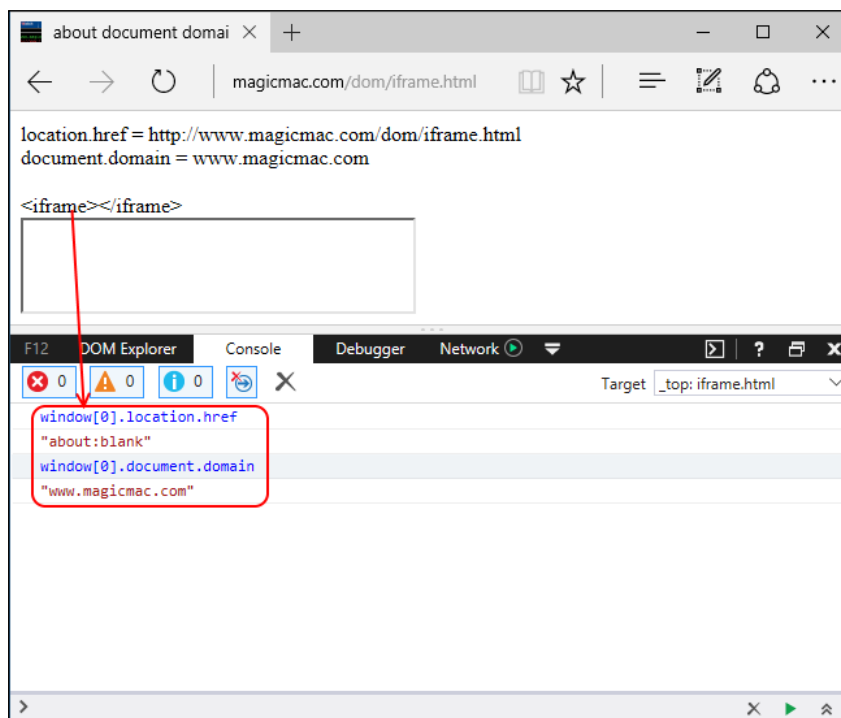 about document domai
magicmac.com/dom/iframe.html
location.href = http://www.magicmac.com/dom/iframe.html
document.domain = www.magicmac.com
<iframe></iframe>
F12 DOM Explorer Console Debugger Network ?
0 0 0 Target _top: iframe.html
window[0].location.href
"about:blank"
window[0].document.domain
"www.magicmac.com"